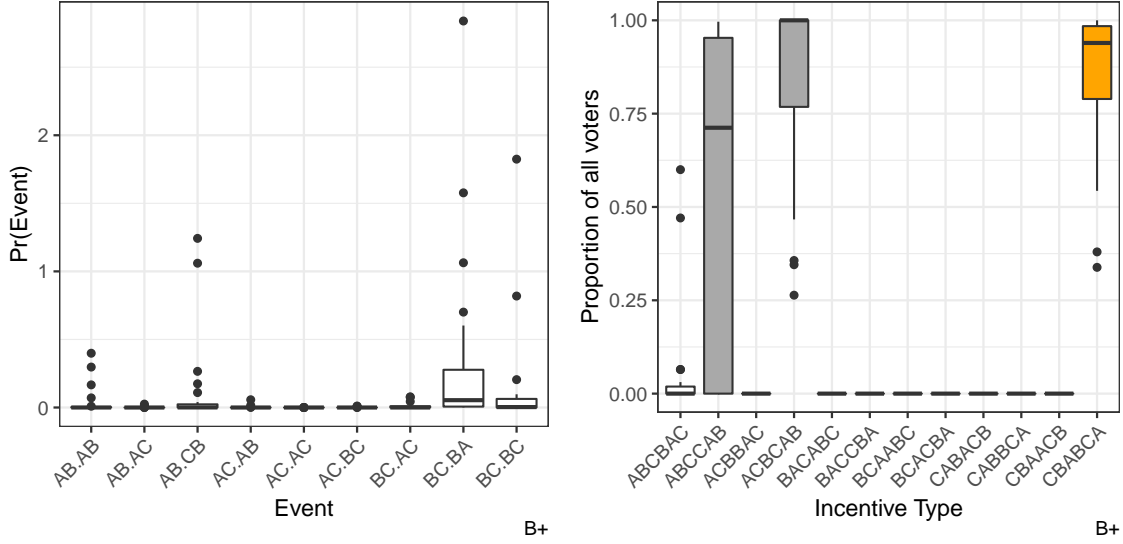 Pr(Event)
2
1
0
AB.AB
AB.AC
AB.CB
AC.AB
AC.AC
AC.BC
BC.AC
BC.BA
BC.BC
Event
B+
Proportion of all voters
1.00
0.75
0.50
0.25
0.00
ABCBAC
ABCCAB
ACBBAC
ACBCAB
BACABC
BACCBA
BCAABC
BCACBA
CABACB
CABBCA
CBAACB
CBABCA
Incentive Type
B+